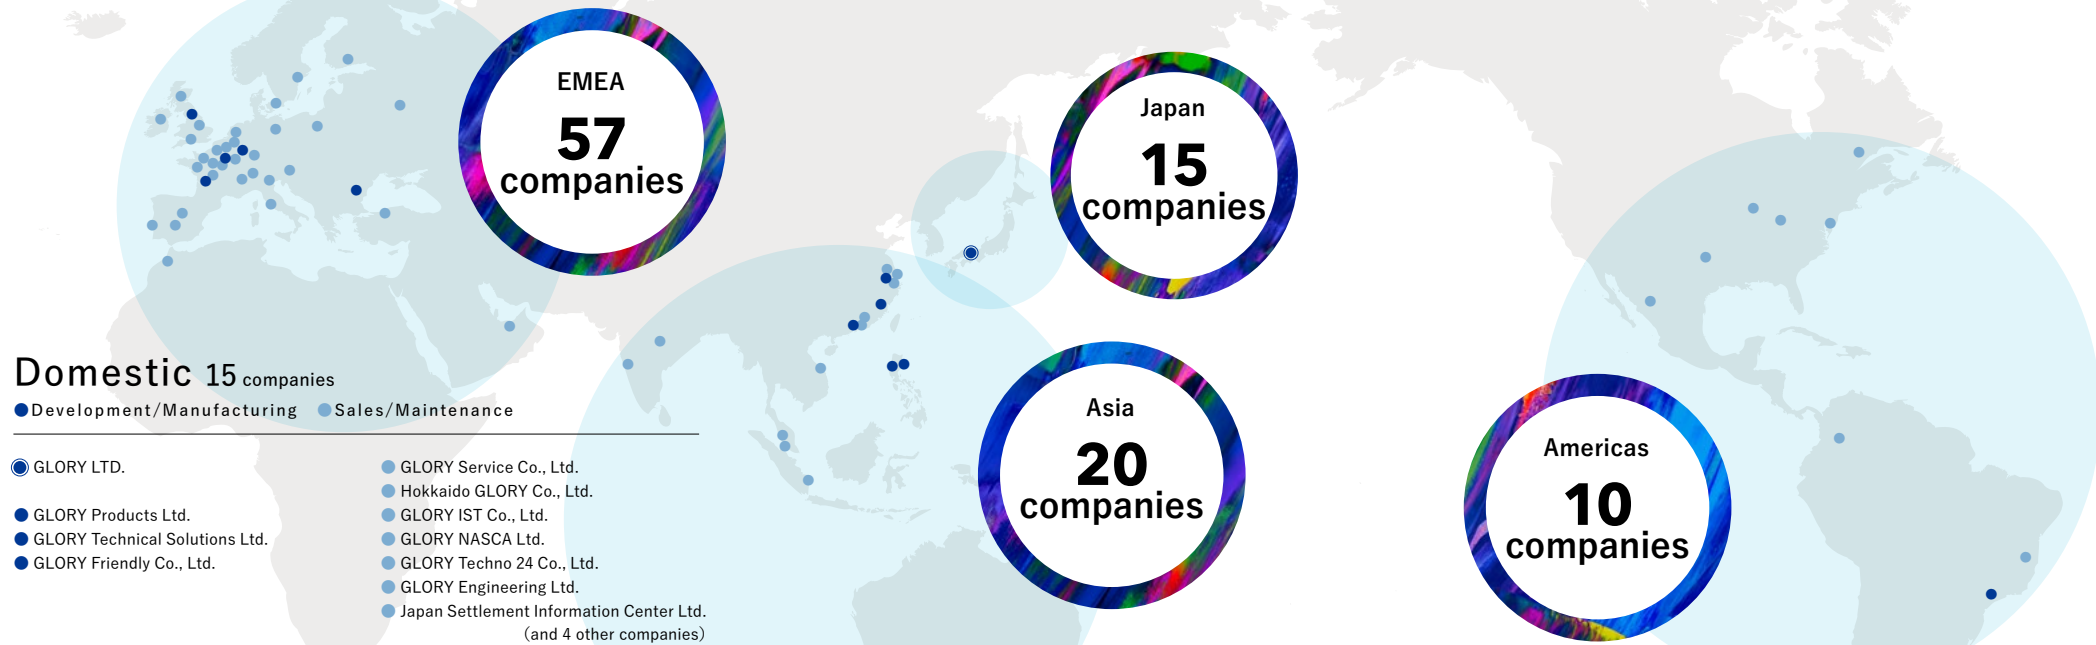 EMEA
57
companies
Japan
15
companies
Asia
20
companies
Americas
10
companies
Domestic 15 companies
Development/Manufacturing Sales/Maintenance
GLORY LTD.
GLORY Products Ltd.
GLORY Technical Solutions Ltd.
GLORY Friendly Co., Ltd.
GLORY Service Co., Ltd.
Hokkaido GLORY Co., Ltd.
GLORY IST Co., Ltd.
GLORY NASCA Ltd.
GLORY Techno 24 Co., Ltd.
GLORY Engineering Ltd.
Japan Settlement Information Center Ltd.
(and 4 other companies)